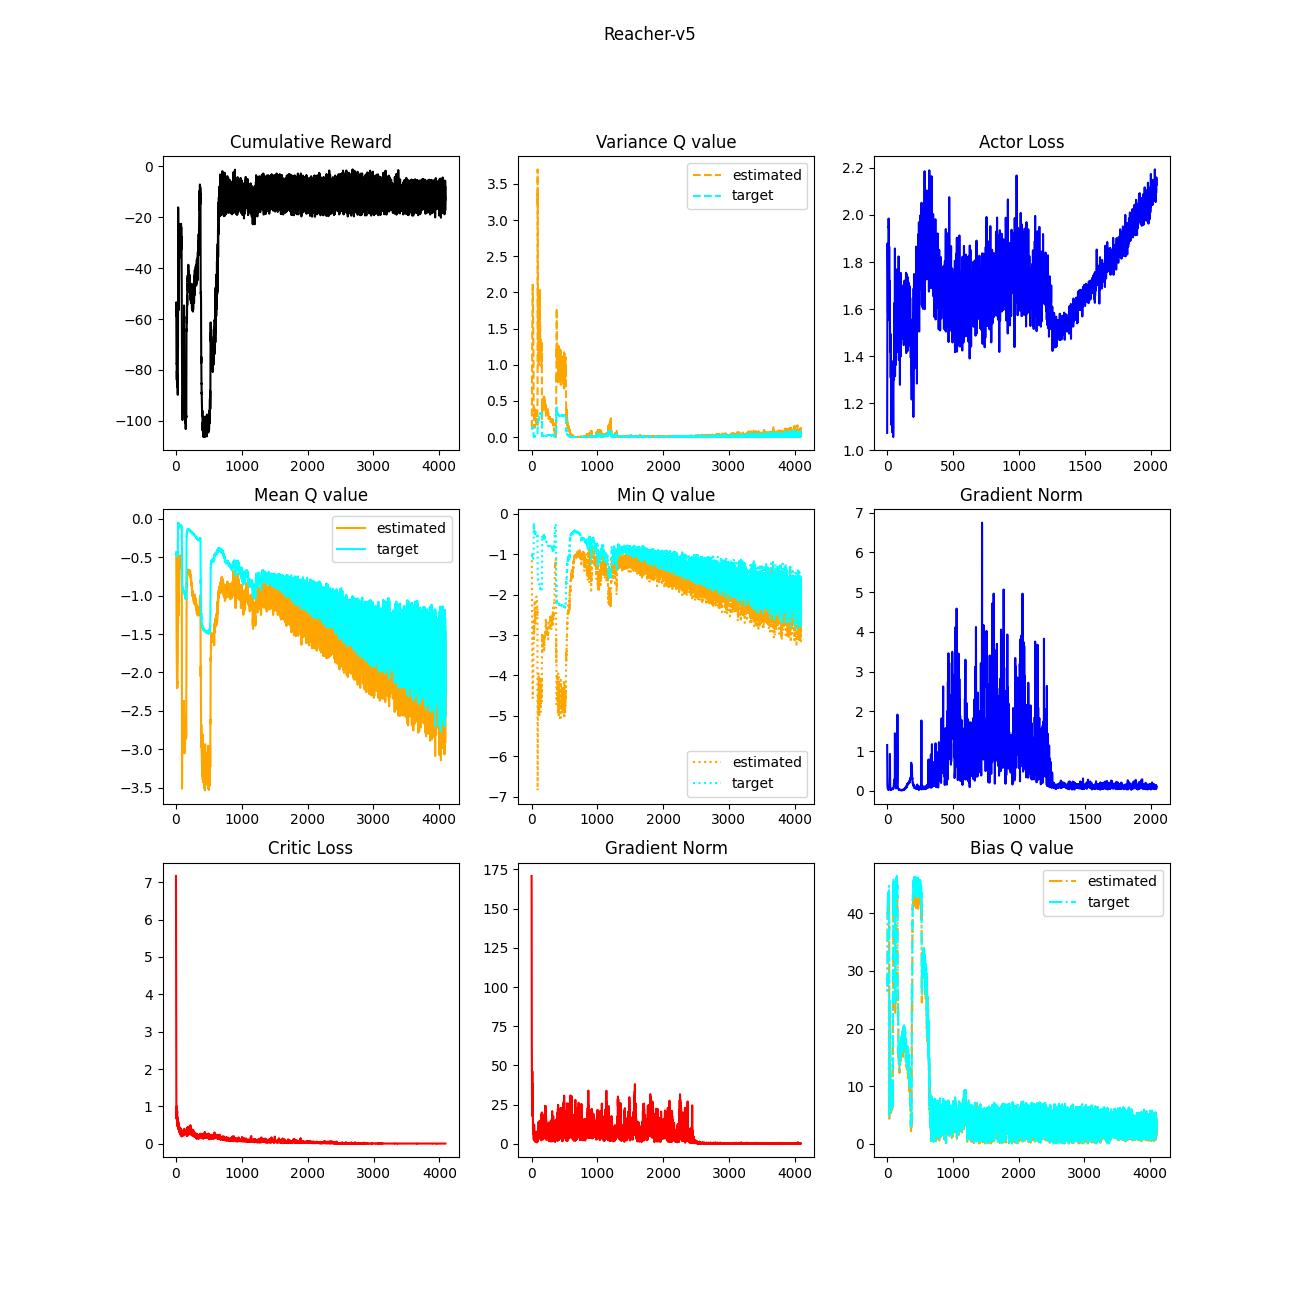 Reacher-v5
Cumulative Reward
0
−20
−40
−60
−80
−100
0 1000 2000 3000 4000
Variance Q value
estimated
target
3.5
3.0
2.5
2.0
1.5
1.0
0.5
0.0
0 1000 2000 3000 4000
Actor Loss
2.2
2.0
1.8
1.6
1.4
1.2
1.0
0 500 1000 1500 2000
Mean Q value
estimated
target
0.0
−0.5
−1.0
−1.5
−2.0
−2.5
−3.0
−3.5
0 1000 2000 3000 4000
Min Q value
0
−1
−2
−3
−4
−5
−6
−7
estimated
target
0 1000 2000 3000 4000
Gradient Norm
7
6
5
4
3
2
1
0
0 500 1000 1500 2000
Critic Loss
7
6
5
4
3
2
1
0
0 1000 2000 3000 4000
Gradient Norm
175
150
125
100
75
50
25
0
0 1000 2000 3000 4000
Bias Q value
estimated
target
40
30
20
10
0
0 1000 2000 3000 4000